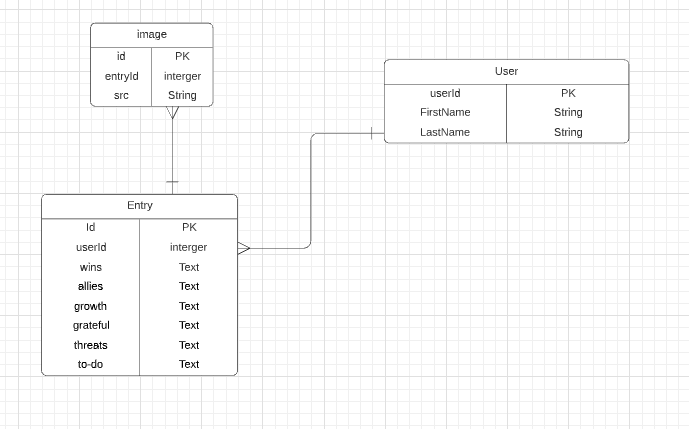 image
id PK
entryId interger
src String
User
userId PK
FirstName String
LastName String
Entry
Id PK
userId interger
wins Text
allies Text
growth Text
grateful Text
threats Text
to-do Text